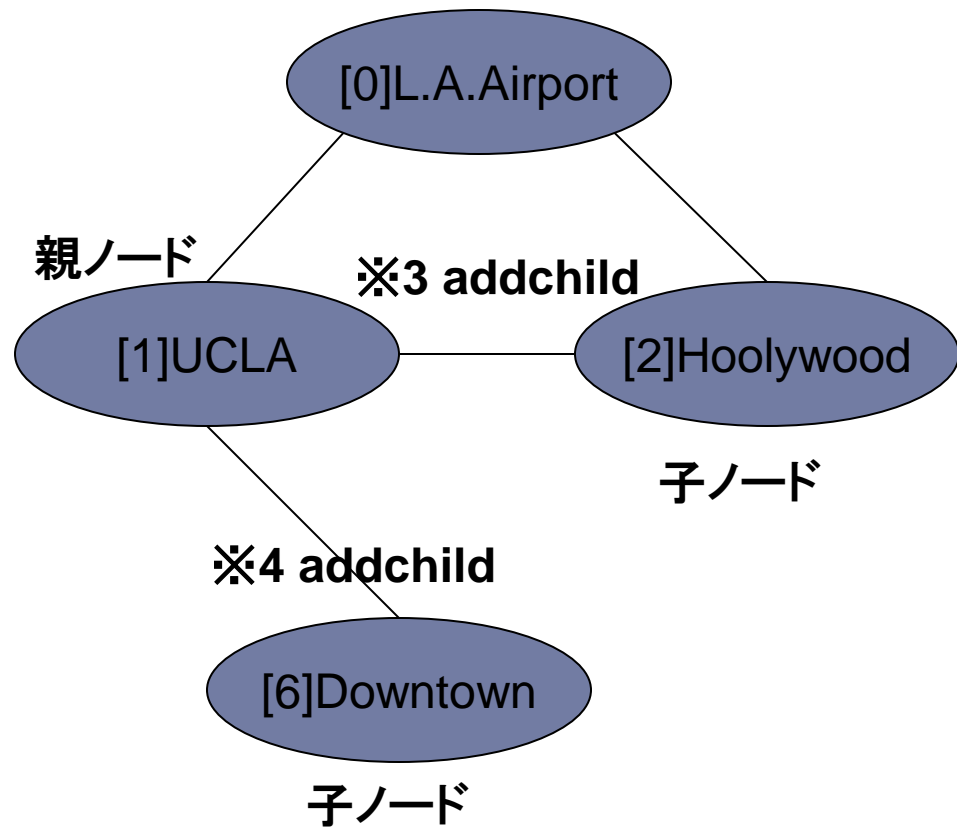 [0]L.A.Airport
親ノード
※3 addchild
[1]UCLA
[2]Hoolywood
子ノード
※4 addchild
[6]Downtown
子ノード